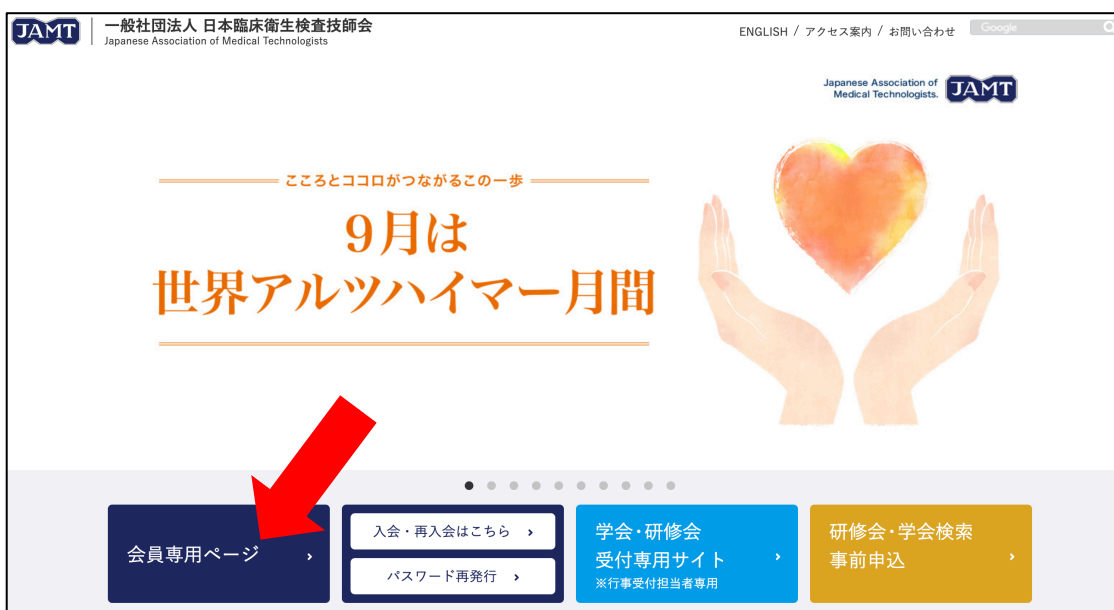 JAMT
一般社団法人 日本臨床衛生検査技師会
Japanese Association of Medical Technologists
ENGLISH / アクセス案内 / お問い合わせ
Google
Japanese Association of
Medical Technologists.
JAMT
こころとココロがつながるこの一歩
9月は
世界アルツハイマー月間
会員専用ページ ›
入会・再入会はこちら ›
パスワード再発行 ›
学会・研修会
受付専用サイト ›
※行事受付担当者専用
研修会・学会検索
事前申込 ›